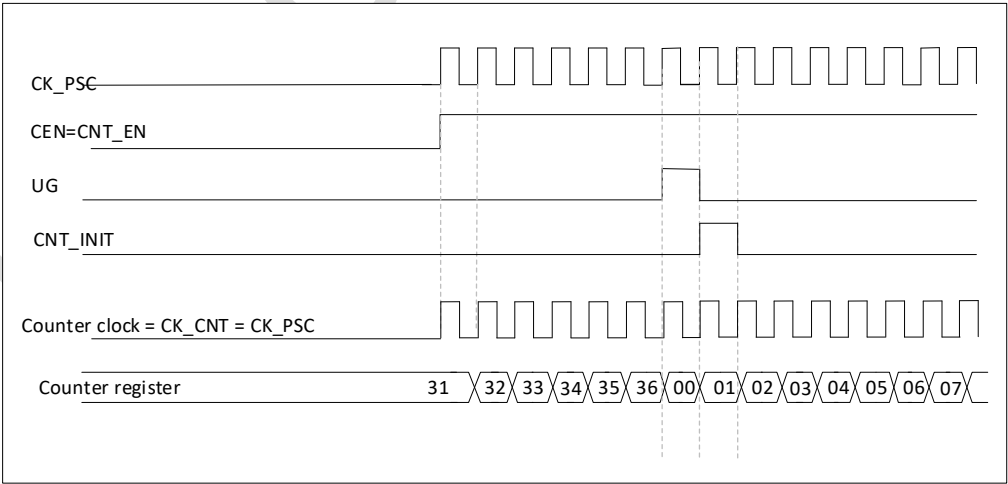 CK_PSC
CEN=CNT_EN
UG
CNT_INIT
Counter clock = CK_CNT = CK_PSC
Counter register 31 32 33 34 35 36 00 01 02 03 04 05 06 07